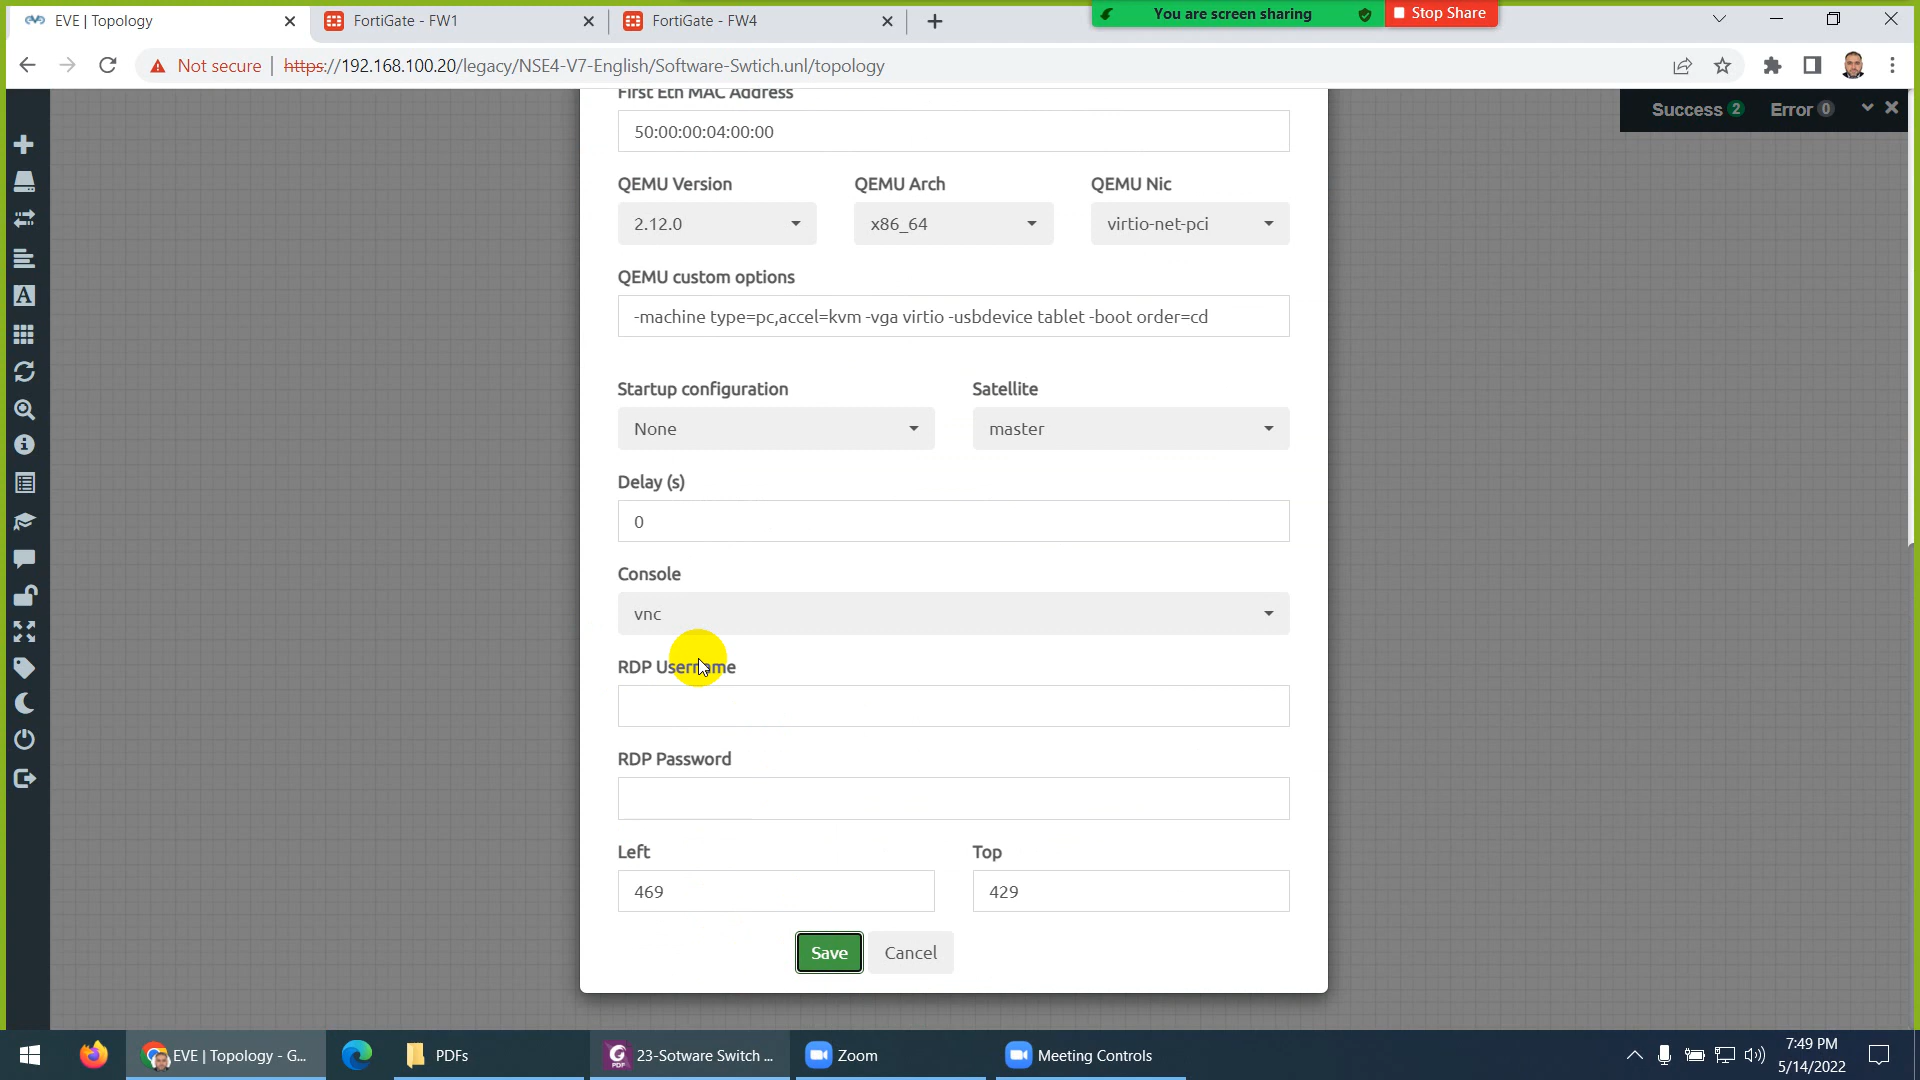 EVE | Topology
FortiGate - FW1
FortiGate - FW4
You are screen sharing
Stop Share
Not secure
https://192.168.100.20/legacy/NSE4-V7-English/Software-Swtich.unl/topology
Success 2 Error 0
First Eth MAC Address
50:00:00:04:00:00
QEMU Version QEMU Arch QEMU Nic
2.12.0 x86_64 virtio-net-pci
QEMU custom options
-machine type=pc,accel=kvm -vga virtio -usbdevice tablet -boot order=cd
Startup configuration Satellite
None master
Delay (s)
0
Console
vnc
RDP Username
RDP Password
Left Top
469 429
Save Cancel
EVE | Topology - G...
PDFs
23-Sotware Switch ...
Zoom
Meeting Controls
7:49 PM
5/14/2022